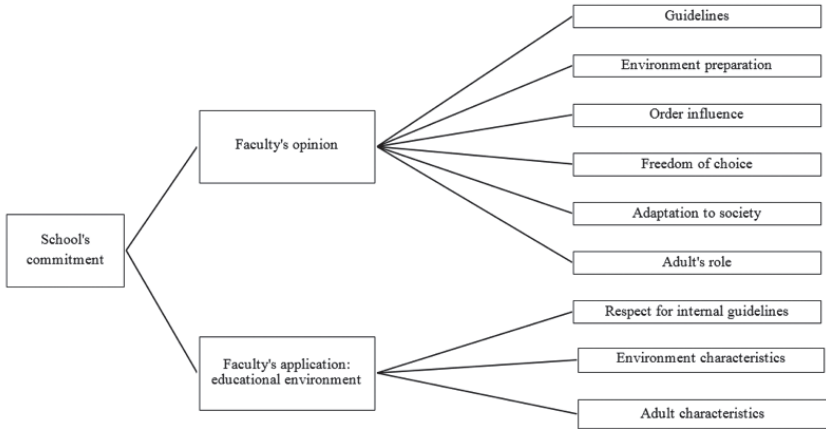 School's
commitment
Faculty's opinion
Guidelines
Environment preparation
Order influence
Freedom of choice
Adaptation to society
Adult's role
Faculty's application:
educational environment
Respect for internal guidelines
Environment characteristics
Adult characteristics